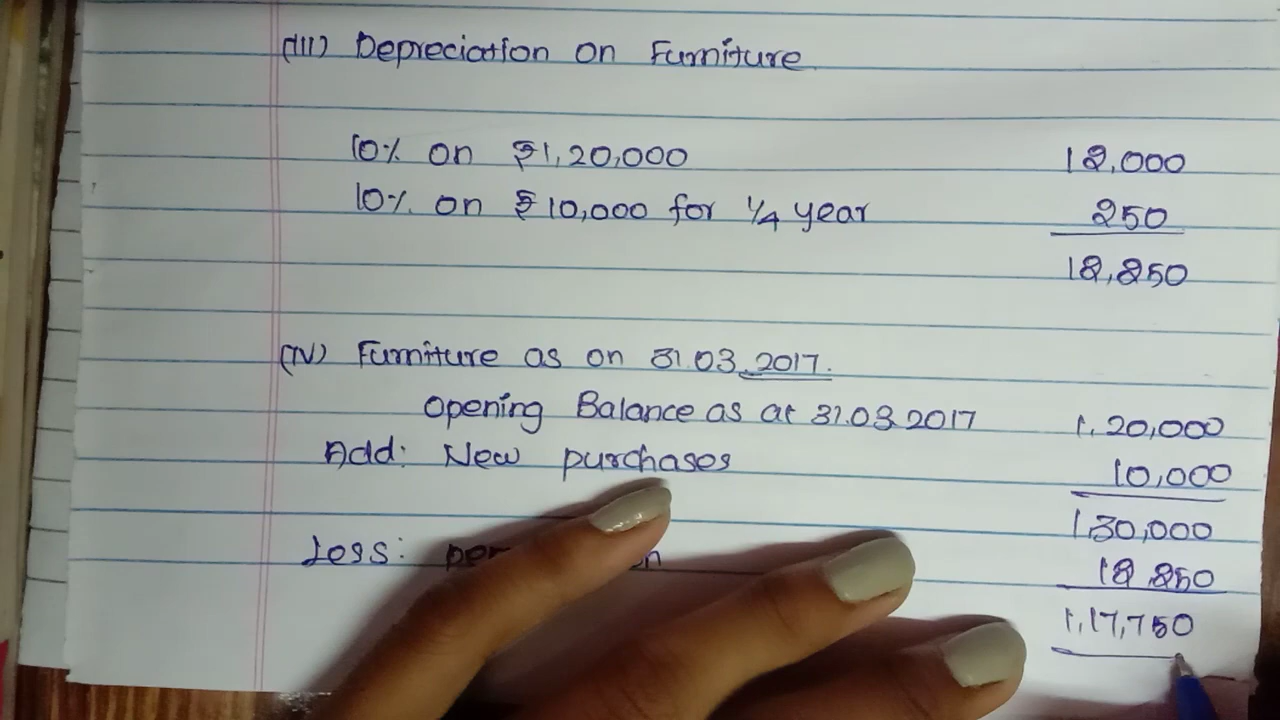 (III) Depreciation on Furniture
10% on ₹1,20,000 12,000
10% on ₹10,000 for 1/4 year 250
12,250
(IV) Furniture as on 31.03.2017.
Opening Balance as at 31.03.2017 1,20,000
Add: New purchases 10,000
1,30,000
Less: 12,250
1,17,750